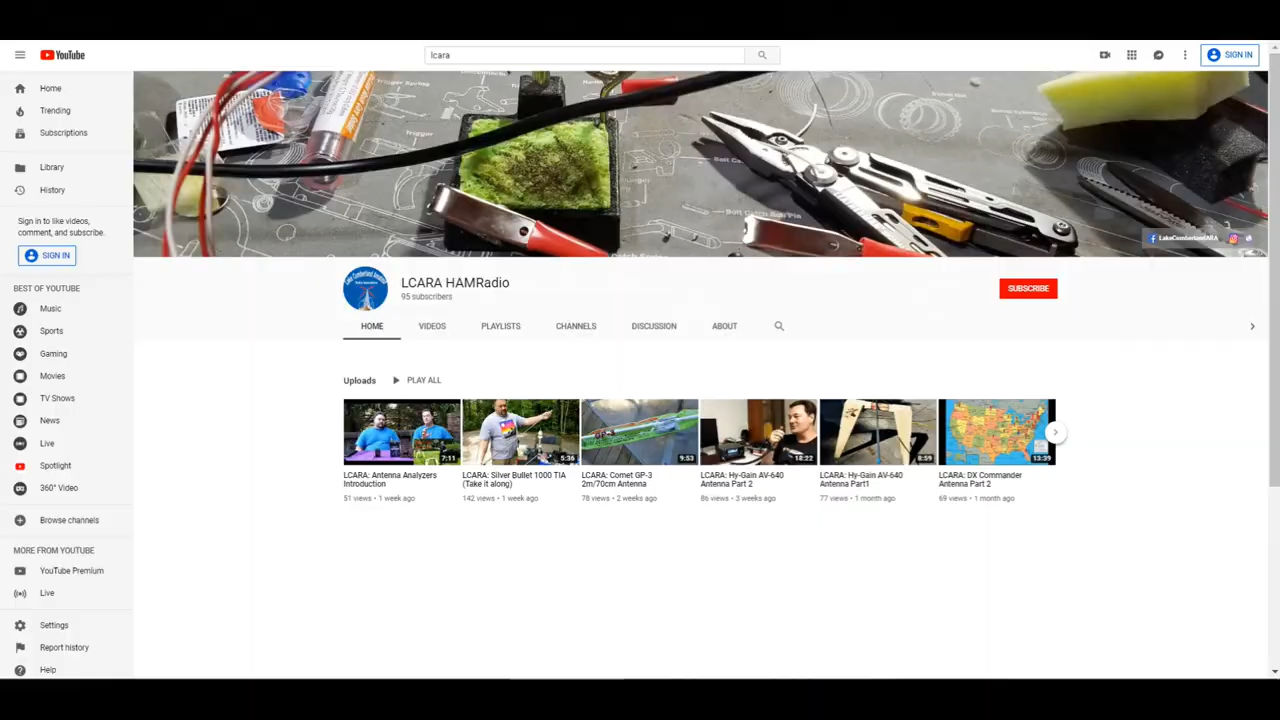 YouTube
lcara
SIGN IN
Home
Trending
Subscriptions
Library
History
Sign in to like videos,
comment, and subscribe.
SIGN IN
BEST OF YOUTUBE
Music
Sports
Gaming
Movies
TV Shows
News
Live
Spotlight
360° Video
Browse channels
MORE FROM YOUTUBE
YouTube Premium
Live
Settings
Report history
Help
Trigger
Bolt Catch
Pin
LakeCumberlandARA
LCARA HAMRadio
95 subscribers
SUBSCRIBE
HOME VIDEOS PLAYLISTS CHANNELS DISCUSSION ABOUT
Uploads PLAY ALL
7:11
LCARA: Antenna Analyzers
Introduction
51 views • 1 week ago
5:36
LCARA: Silver Bullet 1000 TIA
(Take it along)
142 views • 1 week ago
9:53
LCARA: Comet GP-3
2m/70cm Antenna
78 views • 2 weeks ago
18:22
LCARA: Hy-Gain AV-640
Antenna Part 2
86 views • 3 weeks ago
8:59
LCARA: Hy-Gain AV-640
Antenna Part1
77 views • 1 month ago
13:39
LCARA: DX Commander
Antenna Part 2
69 views • 1 month ago